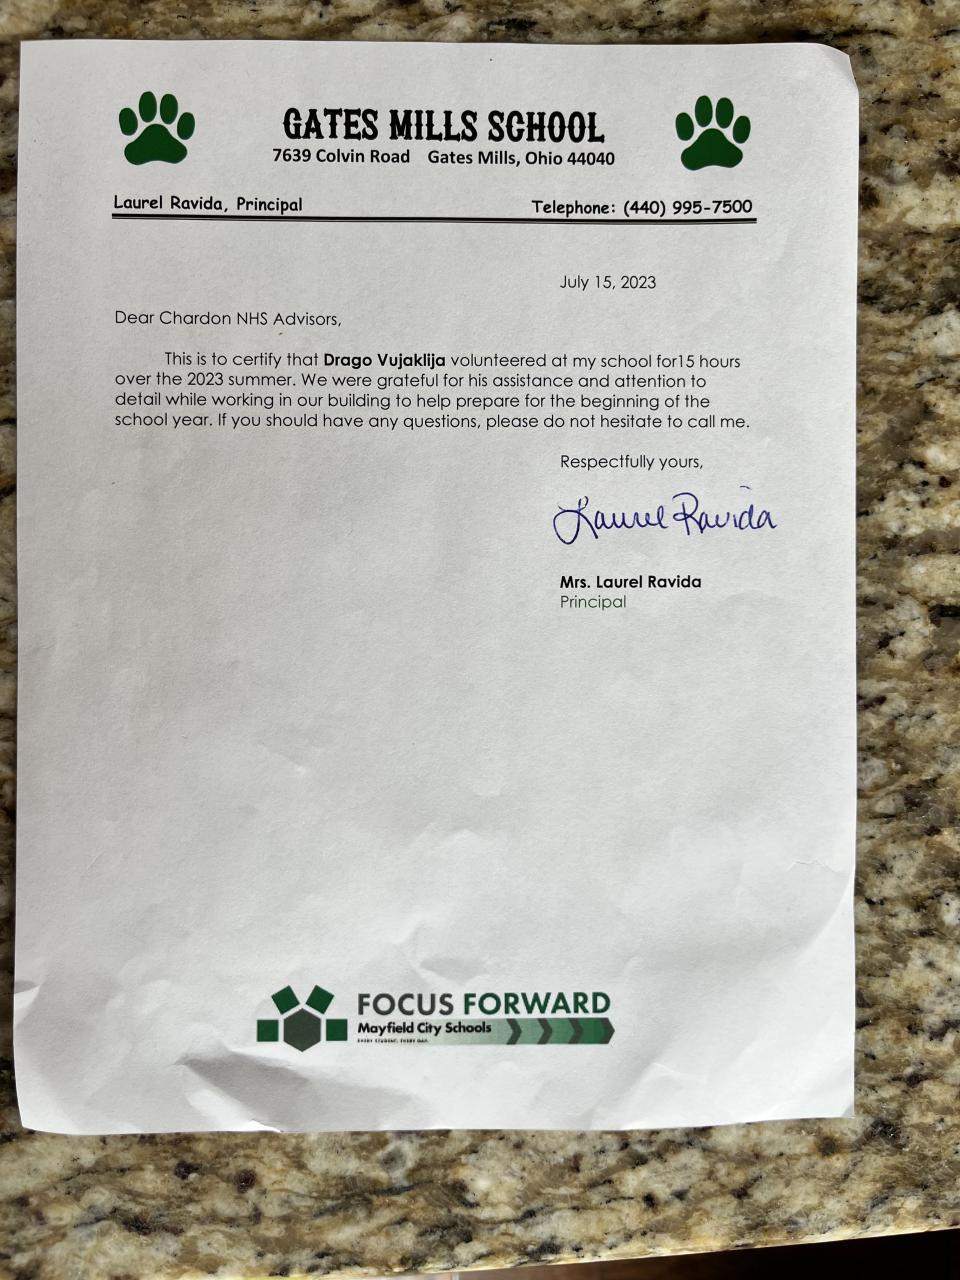 GATES MILLS SCHOOL
7639 Colvin Road Gates Mills, Ohio 44040
Laurel Ravida, Principal Telephone: (440) 995-7500
July 15, 2023
Dear Chardon NHS Advisors,
This is to certify that Drago Vujaklija volunteered at my school for15 hours
over the 2023 summer. We were grateful for his assistance and attention to
detail while working in our building to help prepare for the beginning of the
school year. If you should have any questions, please do not hesitate to call me.
Respectfully yours,
Laurel Ravida
Mrs. Laurel Ravida
Principal
FOCUS FORWARD
Mayfield City Schools
EVERY STUDENT. EVERY DAY.